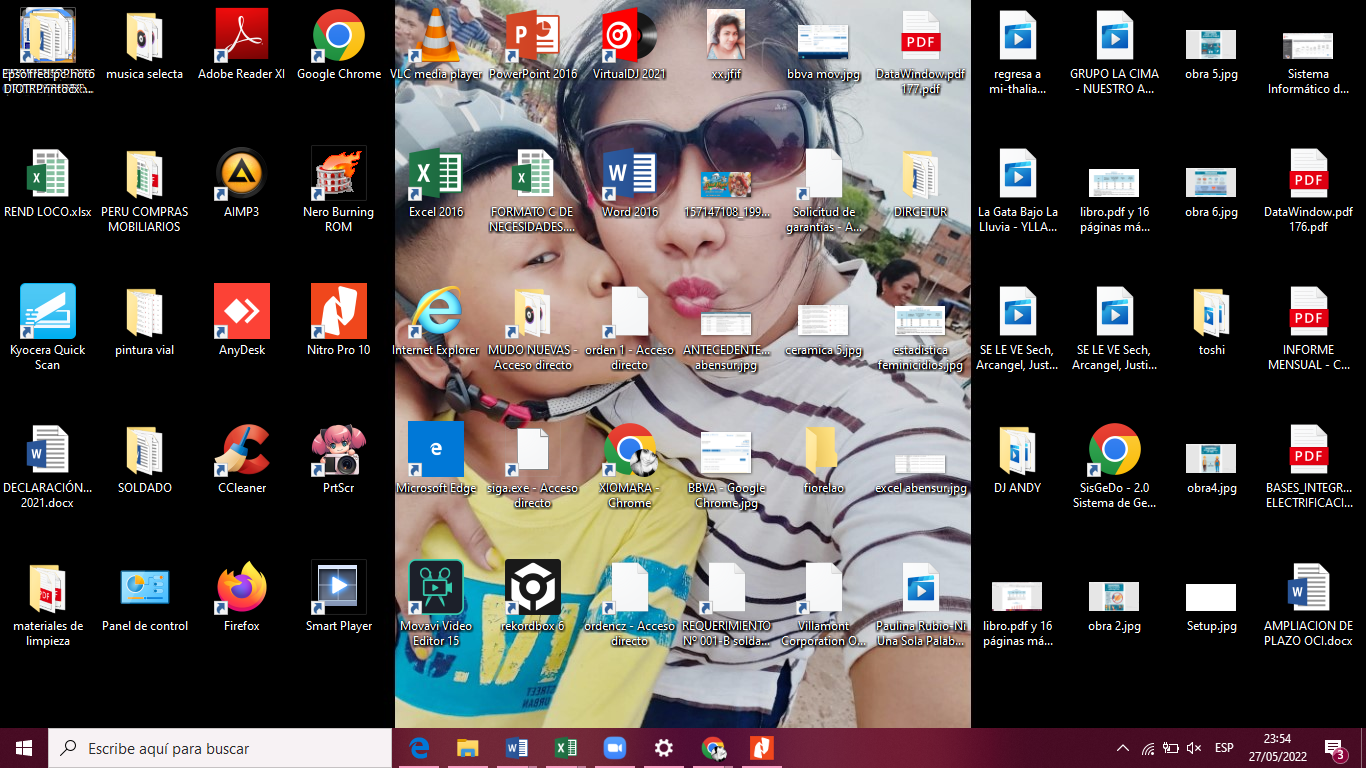 musica selecta
Adobe Reader XI
Google Chrome
VLC media player
PowerPoint 2016
VirtualDJ 2021
xx.jfif
bbva mov.jpg
DataWindow.pdf
177.pdf
regresa a
mi-thalia...
GRUPO LA CIMA
- NUESTRO A...
obra 5.jpg
Sistema
Informático d...
REND LOCO.xlsx
PERU COMPRAS
MOBILIARIOS
AIMP3
Nero Burning
ROM
Excel 2016
FORMATO C DE
NECESIDADES....
Word 2016
157147108_199...
Solicitud de
garantias - A...
DIRCETUR
La Gata Bajo La
Lluvia - YLLA...
libro.pdf y 16
páginas má...
obra 6.jpg
DataWindow.pdf
176.pdf
Kyocera Quick
Scan
pintura vial
AnyDesk
Nitro Pro 10
Internet Explorer
MUDO NUEVAS -
Acceso directo
orden 1 - Acceso
directo
ANTECEDENTE...
abensur.jpg
ceramica 5.jpg
estadistica
feminicidios.jpg
SE LE VE Sech,
Arcangel, Just...
SE LE VE Sech,
Arcangel, Justi...
toshi
INFORME
MENSUAL - C...
DECLARACIÓN...
2021.docx
SOLDADO
CCleaner
PrtScr
Microsoft Edge
siga.exe - Acceso
directo
XIOMARA -
Chrome
BBVA - Google
Chrome.jpg
fiorelao
excel abensur.jpg
DJ ANDY
SisGeDo - 2.0
Sistema de Ge...
obra4.jpg
BASES_INTEGR...
ELECTRIFICACI...
materiales de
limpieza
Panel de control
Firefox
Smart Player
Movavi Video
Editor 15
rekordbox 6
ordencz - Acceso
directo
REQUERIMIENTO
Nº 001-B solda...
Villamont
Corporation O...
Paulina Rubio-Ni
Una Sola Palab...
libro.pdf y 16
páginas má...
obra 2.jpg
Setup.jpg
AMPLIACION DE
PLAZO OCI.docx
Escribe aquí para buscar
ESP
23:54
27/05/2022
3